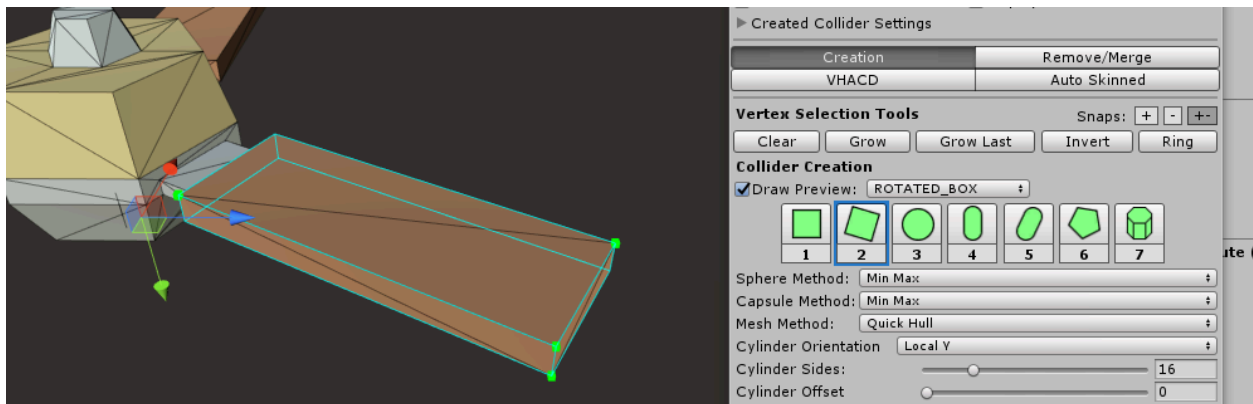 Created Collider Settings
Creation Remove/Merge
VHACD Auto Skinned
Vertex Selection Tools Snaps: + - +-
Clear Grow Grow Last Invert Ring
Collider Creation
Draw Preview: ROTATED_BOX
1 2 3 4 5 6 7
Sphere Method: Min Max
Capsule Method: Min Max
Mesh Method: Quick Hull
Cylinder Orientation Local Y
Cylinder Sides: 16
Cylinder Offset 0